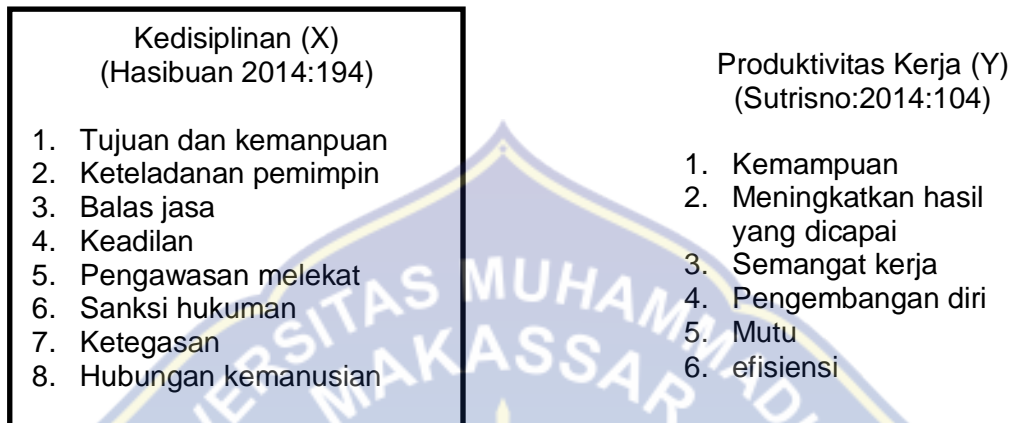 Kedisiplinan (X)
(Hasibuan 2014:194)
1. Tujuan dan kemanpuan
2. Keteladanan pemimpin
3. Balas jasa
4. Keadilan
5. Pengawasan melekat
6. Sanksi hukuman
7. Ketegasan
8. Hubungan kemanusian
Produktivitas Kerja (Y)
(Sutrisno:2014:104)
1. Kemampuan
2. Meningkatkan hasil
yang dicapai
3. Semangat kerja
4. Pengembangan diri
5. Mutu
6. efisiensi
MUHAMMADI
MAKASSAR